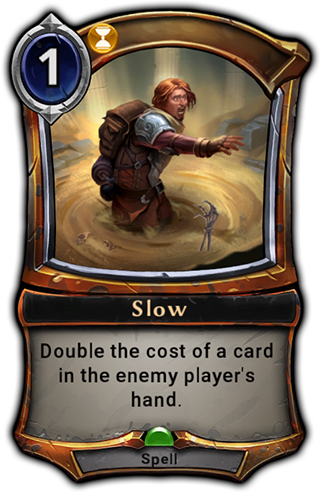 1
Slow
Double the cost of a card
in the enemy player's
hand.
Spell